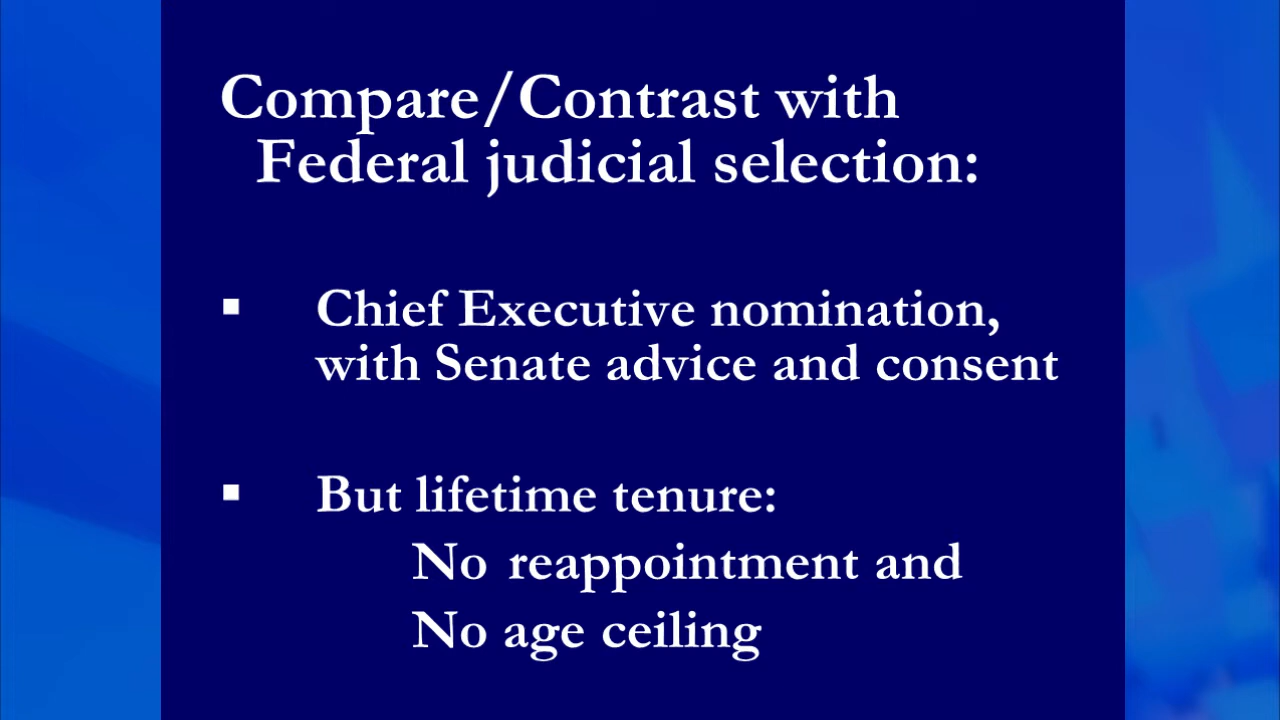 Compare/Contrast with
Federal judicial selection:
▪ Chief Executive nomination,
with Senate advice and consent
▪ But lifetime tenure:
No reappointment and
No age ceiling